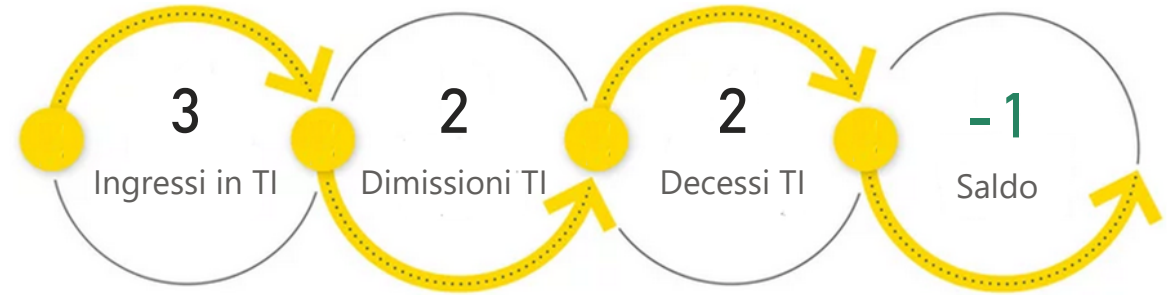 3
Ingressi in TI
2
Dimissioni TI
2
Decessi TI
-1
Saldo